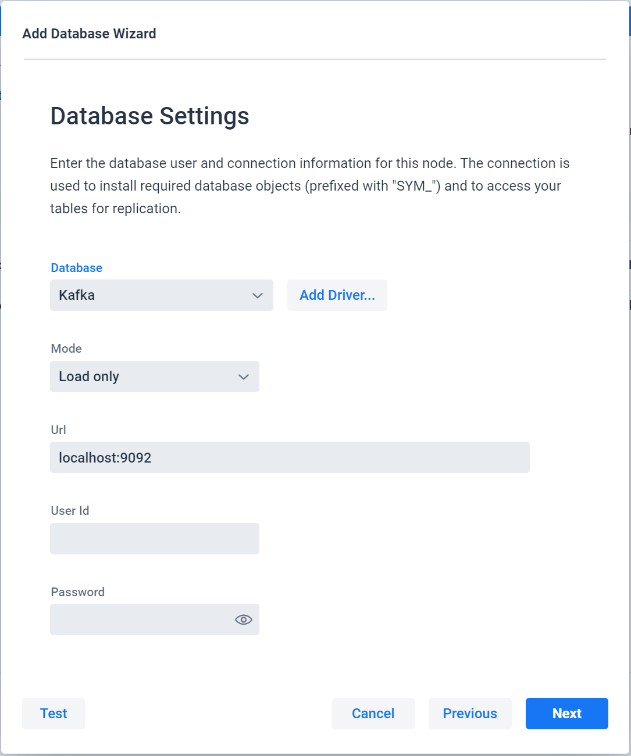 Add Database Wizard
Database Settings
Enter the database user and connection information for this node. The connection is
used to install required database objects (prefixed with "SYM_") and to access your
tables for replication.
Database
Kafka
Add Driver...
Mode
Load only
Url
localhost:9092
User Id
Password
Test
Cancel
Previous
Next